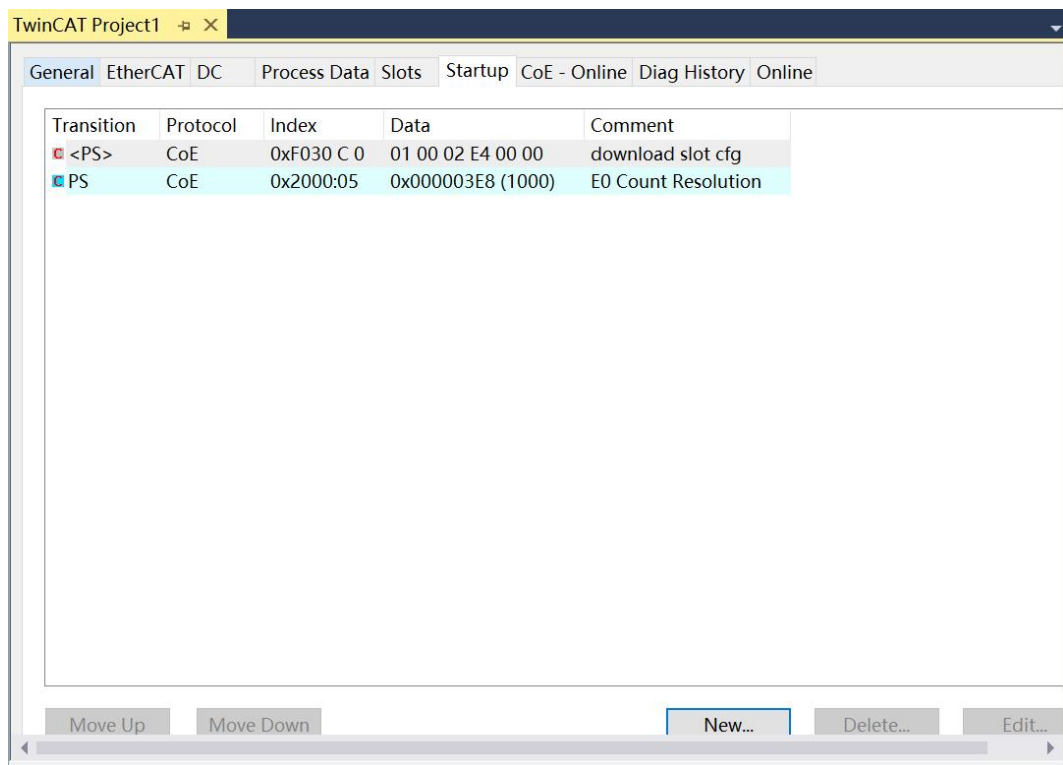 TwinCAT Project1
General EtherCAT DC Process Data Slots Startup CoE - Online Diag History Online
Transition Protocol Index Data Comment
C <PS> CoE 0xF030 C 0 01 00 02 E4 00 00 download slot cfg
C PS CoE 0x2000:05 0x000003E8 (1000) E0 Count Resolution
Move Up Move Down New... Delete... Edit...